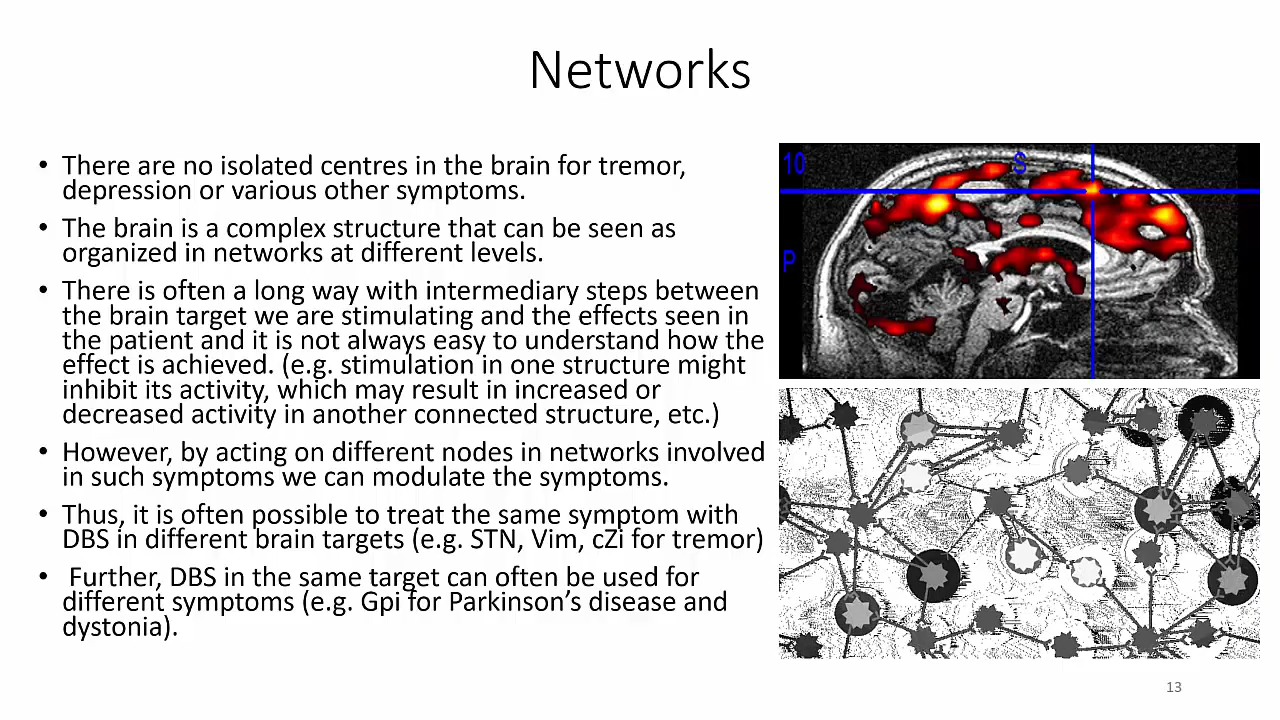 Networks
• There are no isolated centres in the brain for tremor,
depression or various other symptoms.
• The brain is a complex structure that can be seen as
organized in networks at different levels.
• There is often a long way with intermediary steps between
the brain target we are stimulating and the effects seen in
the patient and it is not always easy to understand how the
effect is achieved. (e.g. stimulation in one structure might
inhibit its activity, which may result in increased or
decreased activity in another connected structure, etc.)
• However, by acting on different nodes in networks involved
in such symptoms we can modulate the symptoms.
• Thus, it is often possible to treat the same symptom with
DBS in different brain targets (e.g. STN, Vim, cZi for tremor)
• Further, DBS in the same target can often be used for
different symptoms (e.g. Gpi for Parkinson’s disease and
dystonia).
10
S
P
13